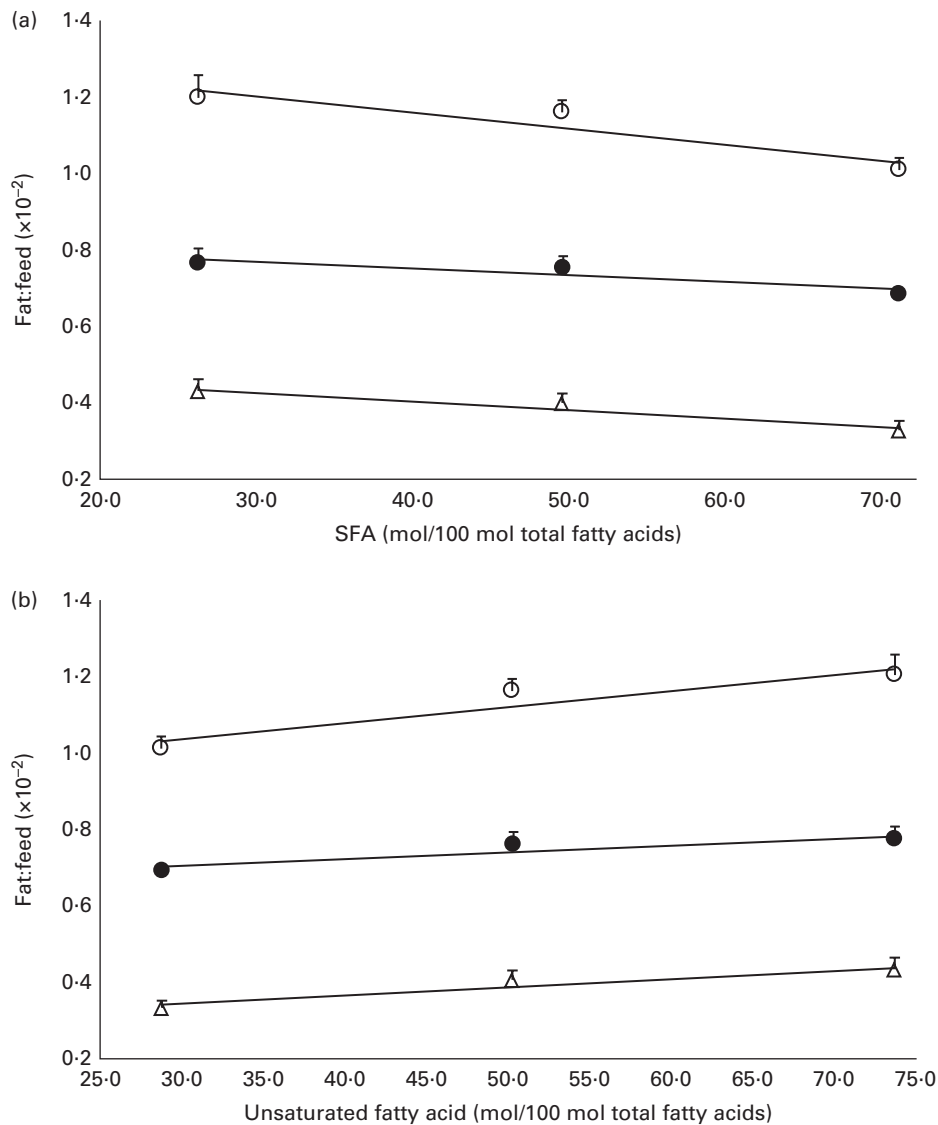 (a)
1·4
1·2
1·0
0·8
0·6
0·4
0·2
Fat:feed (×10⁻²)
20·0 30·0 40·0 50·0 60·0 70·0
SFA (mol/100 mol total fatty acids)
(b)
1·4
1·2
1·0
0·8
0·6
0·4
0·2
Fat:feed (×10⁻²)
25·0 30·0 35·0 40·0 45·0 50·0 55·0 60·0 65·0 70·0 75·0
Unsaturated fatty acid (mol/100 mol total fatty acids)